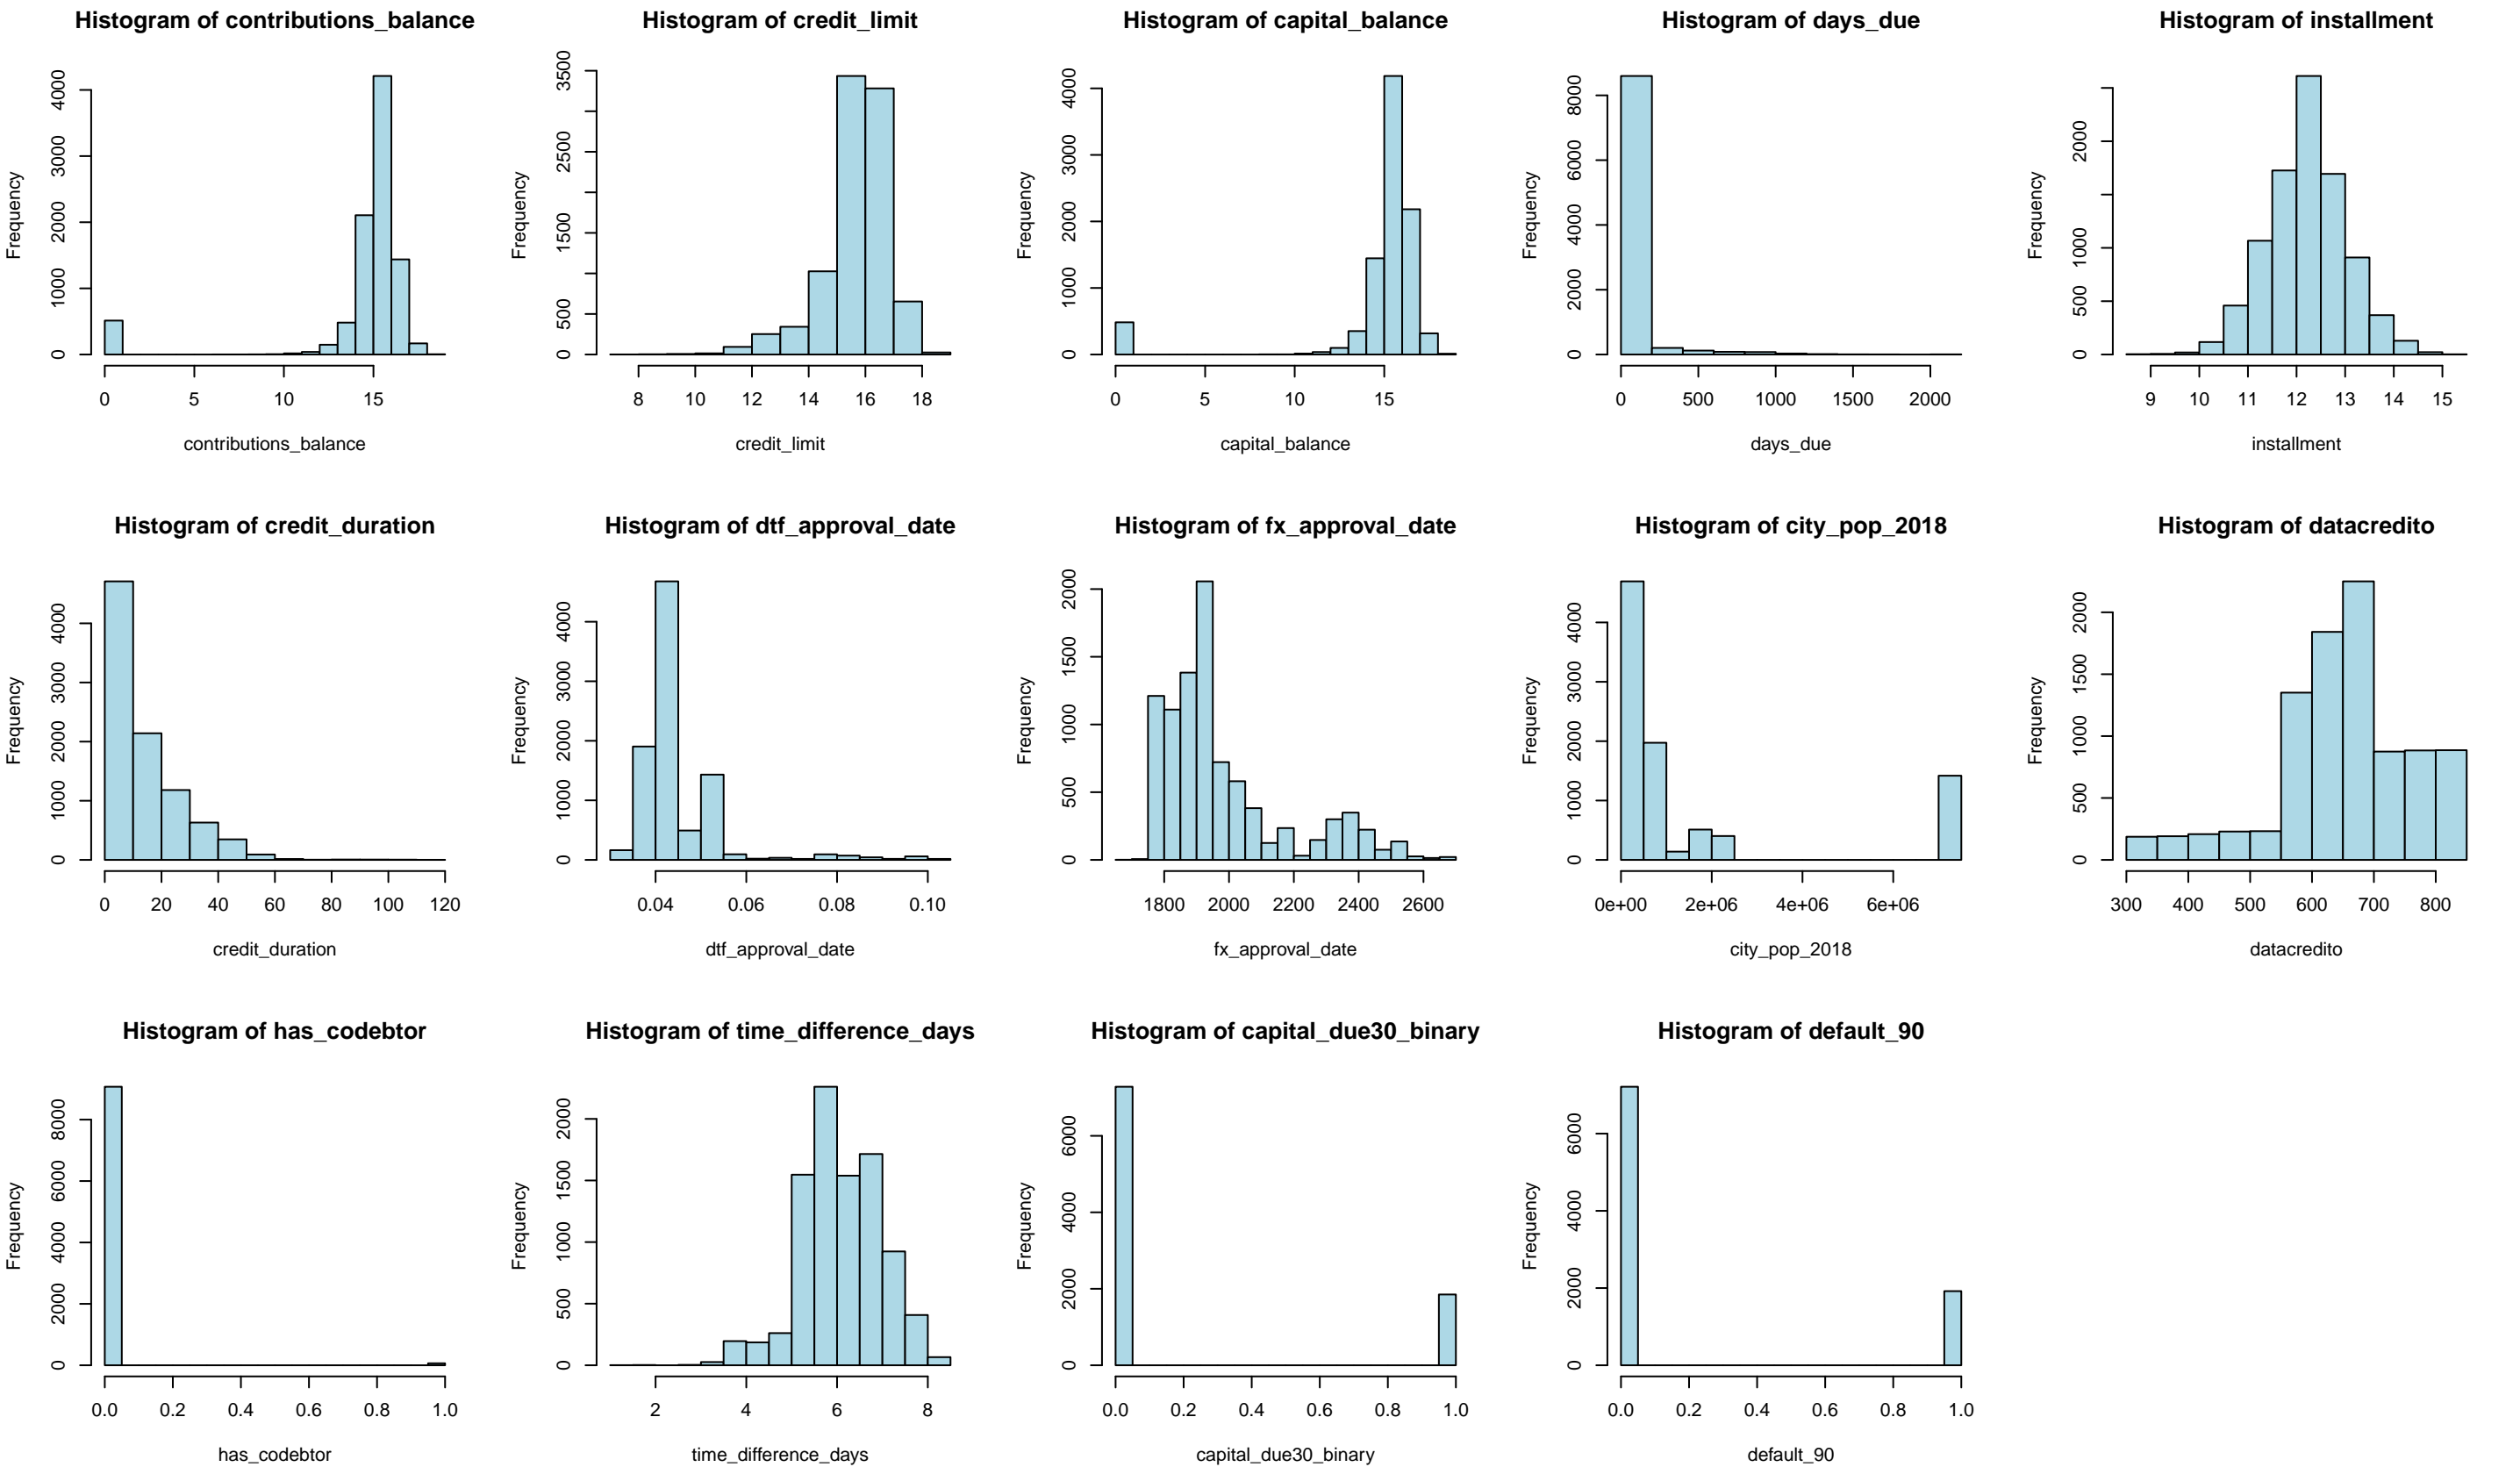 Histogram of contributions_balance
Frequency
0 1000 2000 3000 4000
0 5 10 15
contributions_balance
Histogram of credit_limit
Frequency
0 500 1500 2500 3500
8 10 12 14 16 18
credit_limit
Histogram of capital_balance
Frequency
0 1000 2000 3000 4000
0 5 10 15
capital_balance
Histogram of days_due
Frequency
0 2000 4000 6000 8000
0 500 1000 1500 2000
days_due
Histogram of installment
Frequency
0 500 1000 2000
9 10 11 12 13 14 15
installment
Histogram of credit_duration
Frequency
0 1000 2000 3000 4000
0 20 40 60 80 100 120
credit_duration
Histogram of dtf_approval_date
Frequency
0 1000 2000 3000 4000
0.04 0.06 0.08 0.10
dtf_approval_date
Histogram of fx_approval_date
Frequency
0 500 1000 1500 2000
1800 2000 2200 2400 2600
fx_approval_date
Histogram of city_pop_2018
Frequency
0 1000 2000 3000 4000
0e+00 2e+06 4e+06 6e+06
city_pop_2018
Histogram of datacredito
Frequency
0 500 1000 1500 2000
300 400 500 600 700 800
datacredito
Histogram of has_codebtor
Frequency
0 2000 4000 6000 8000
0.0 0.2 0.4 0.6 0.8 1.0
has_codebtor
Histogram of time_difference_days
Frequency
0 500 1000 1500 2000
2 4 6 8
time_difference_days
Histogram of capital_due30_binary
Frequency
0 2000 4000 6000
0.0 0.2 0.4 0.6 0.8 1.0
capital_due30_binary
Histogram of default_90
Frequency
0 2000 4000 6000
0.0 0.2 0.4 0.6 0.8 1.0
default_90